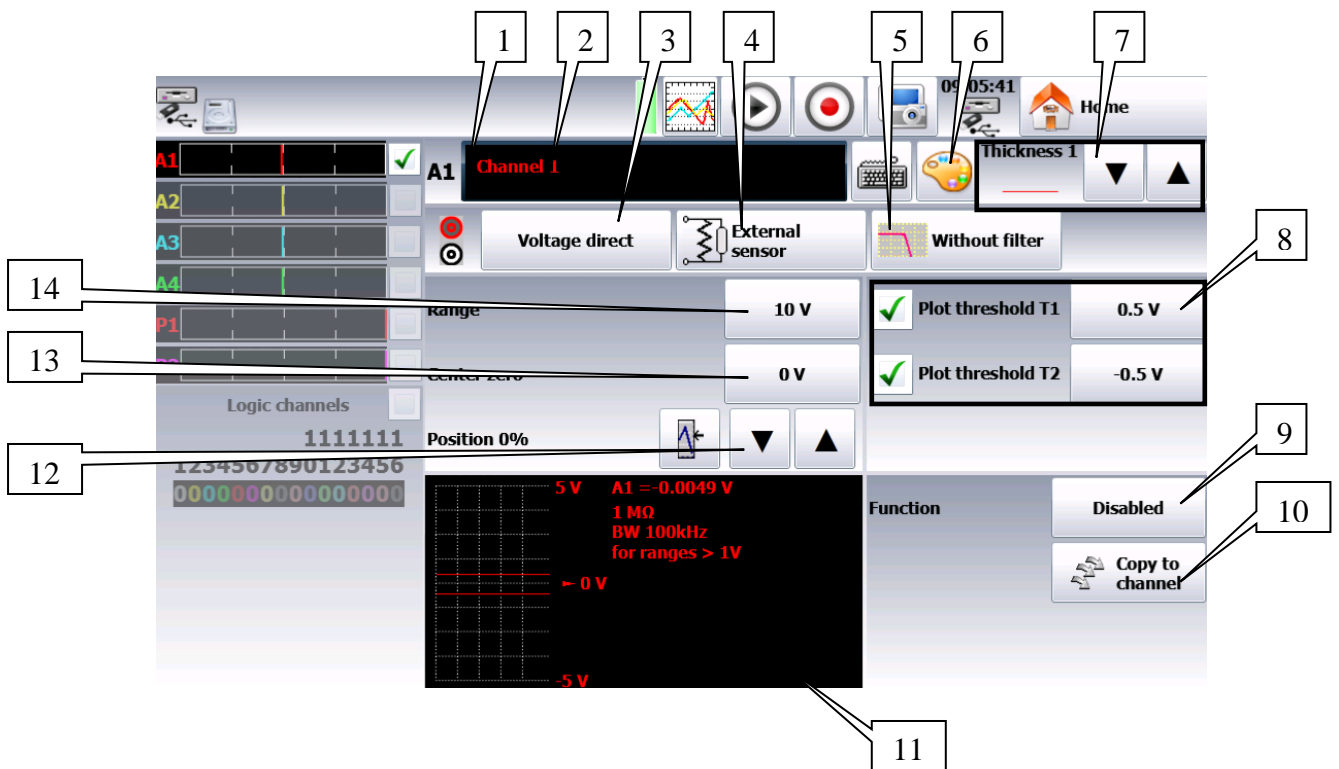 1 2 3 4 5 6 7
09:05:41
Home
A1
A1 Channel 1
Thickness 1
▼ ▲
A2
A3
Voltage direct
External
sensor
Without filter
8
A4
14
Range
10 V
Plot threshold T1
0.5 V
P1
13
0 V
Plot threshold T2
-0.5 V
Logic channels
9
1111111
Position 0%
▼ ▲
12
1234567890123456
0000000000000000
5 V
A1 =-0.0049 V
1 MΩ
BW 100kHz
for ranges > 1V
Function
Disabled
10
Copy to
channel
0 V
-5 V
11